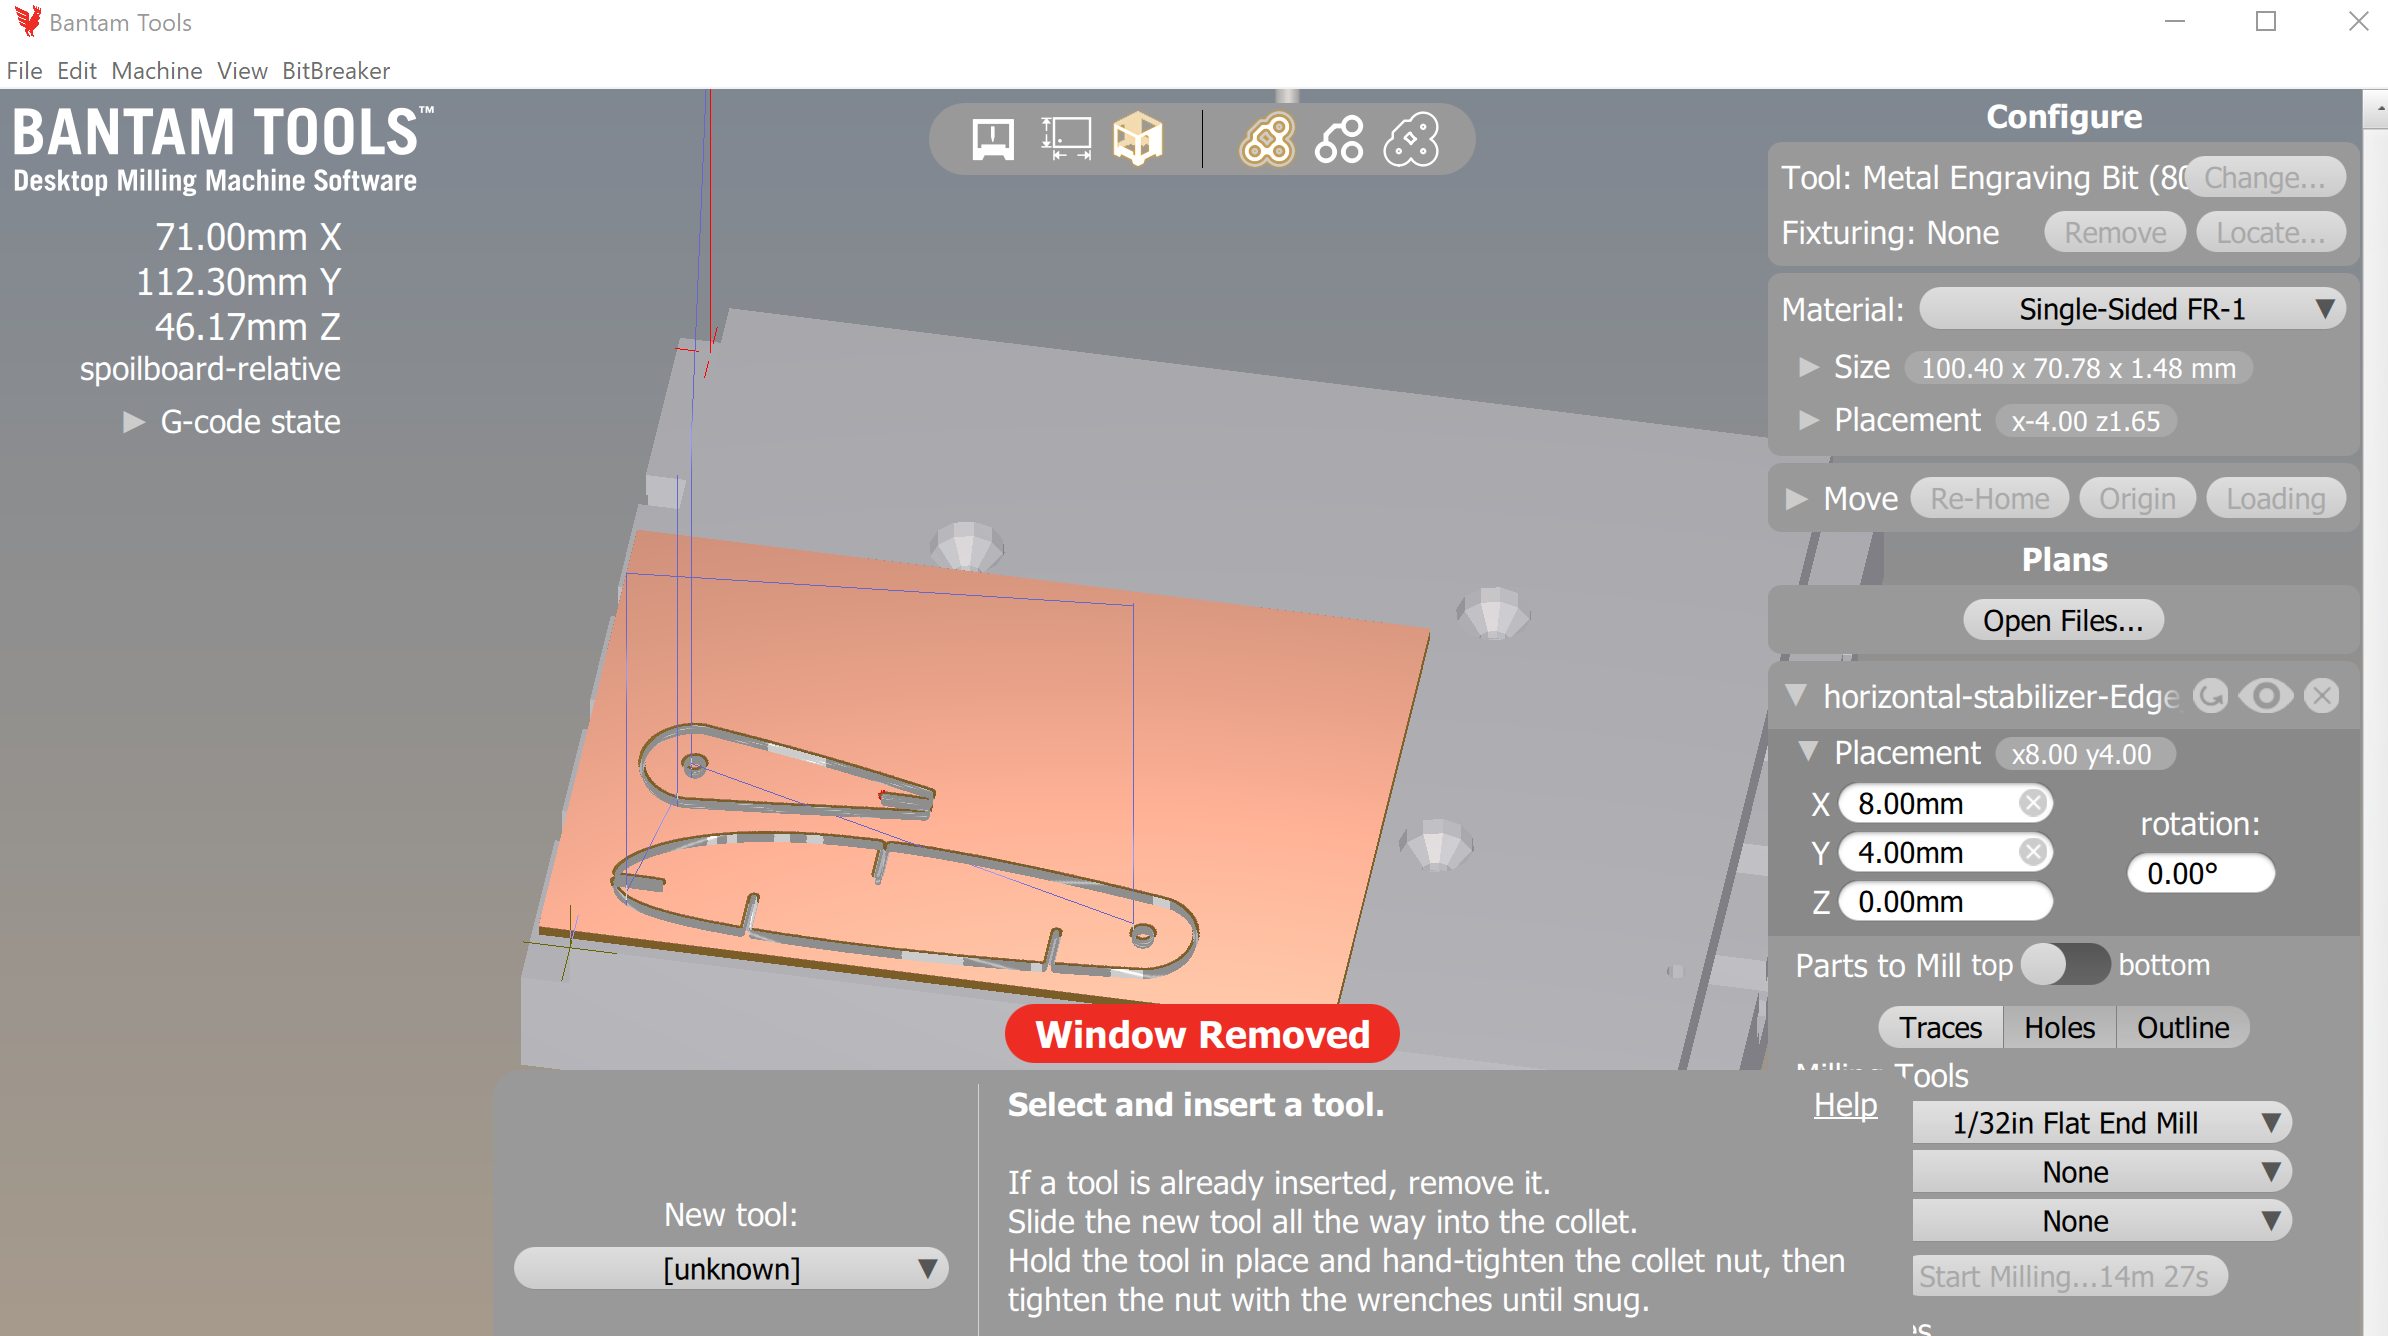 Bantam Tools
File Edit Machine View BitBreaker
BANTAM TOOLS™
Desktop Milling Machine Software
71.00mm X
112.30mm Y
46.17mm Z
spoilboard-relative
G-code state
Configure
Tool: Metal Engraving Bit (80 Change...
Fixturing: None Remove Locate...
Material: Single-Sided FR-1
Size 100.40 x 70.78 x 1.48 mm
Placement x-4.00 z1.65
Move Re-Home Origin Loading
Plans
Open Files...
horizontal-stabilizer-Edge
Placement x8.00 y4.00
X 8.00mm
Y 4.00mm
Z 0.00mm
rotation:
0.00°
Parts to Mill top bottom
Traces Holes Outline
Milling Tools
1/32in Flat End Mill
None
None
Start Milling...14m 27s
Window Removed
New tool:
[unknown]
Select and insert a tool.
Help
If a tool is already inserted, remove it.
Slide the new tool all the way into the collet.
Hold the tool in place and hand-tighten the collet nut, then
tighten the nut with the wrenches until snug.